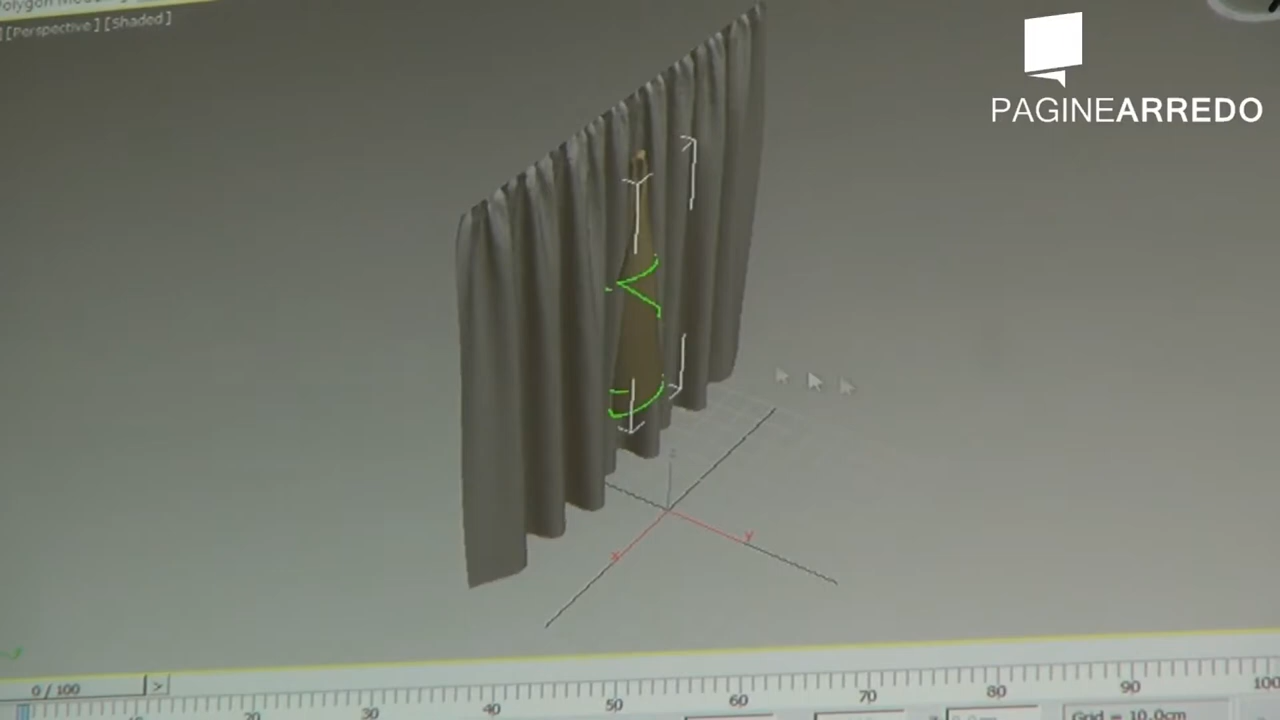 [Perspective] [Shaded]
PAGINEARREDO
x
y
z
0 / 100
>
20
30
40
50
60
70
80
90
100
Grid = 10,0cm